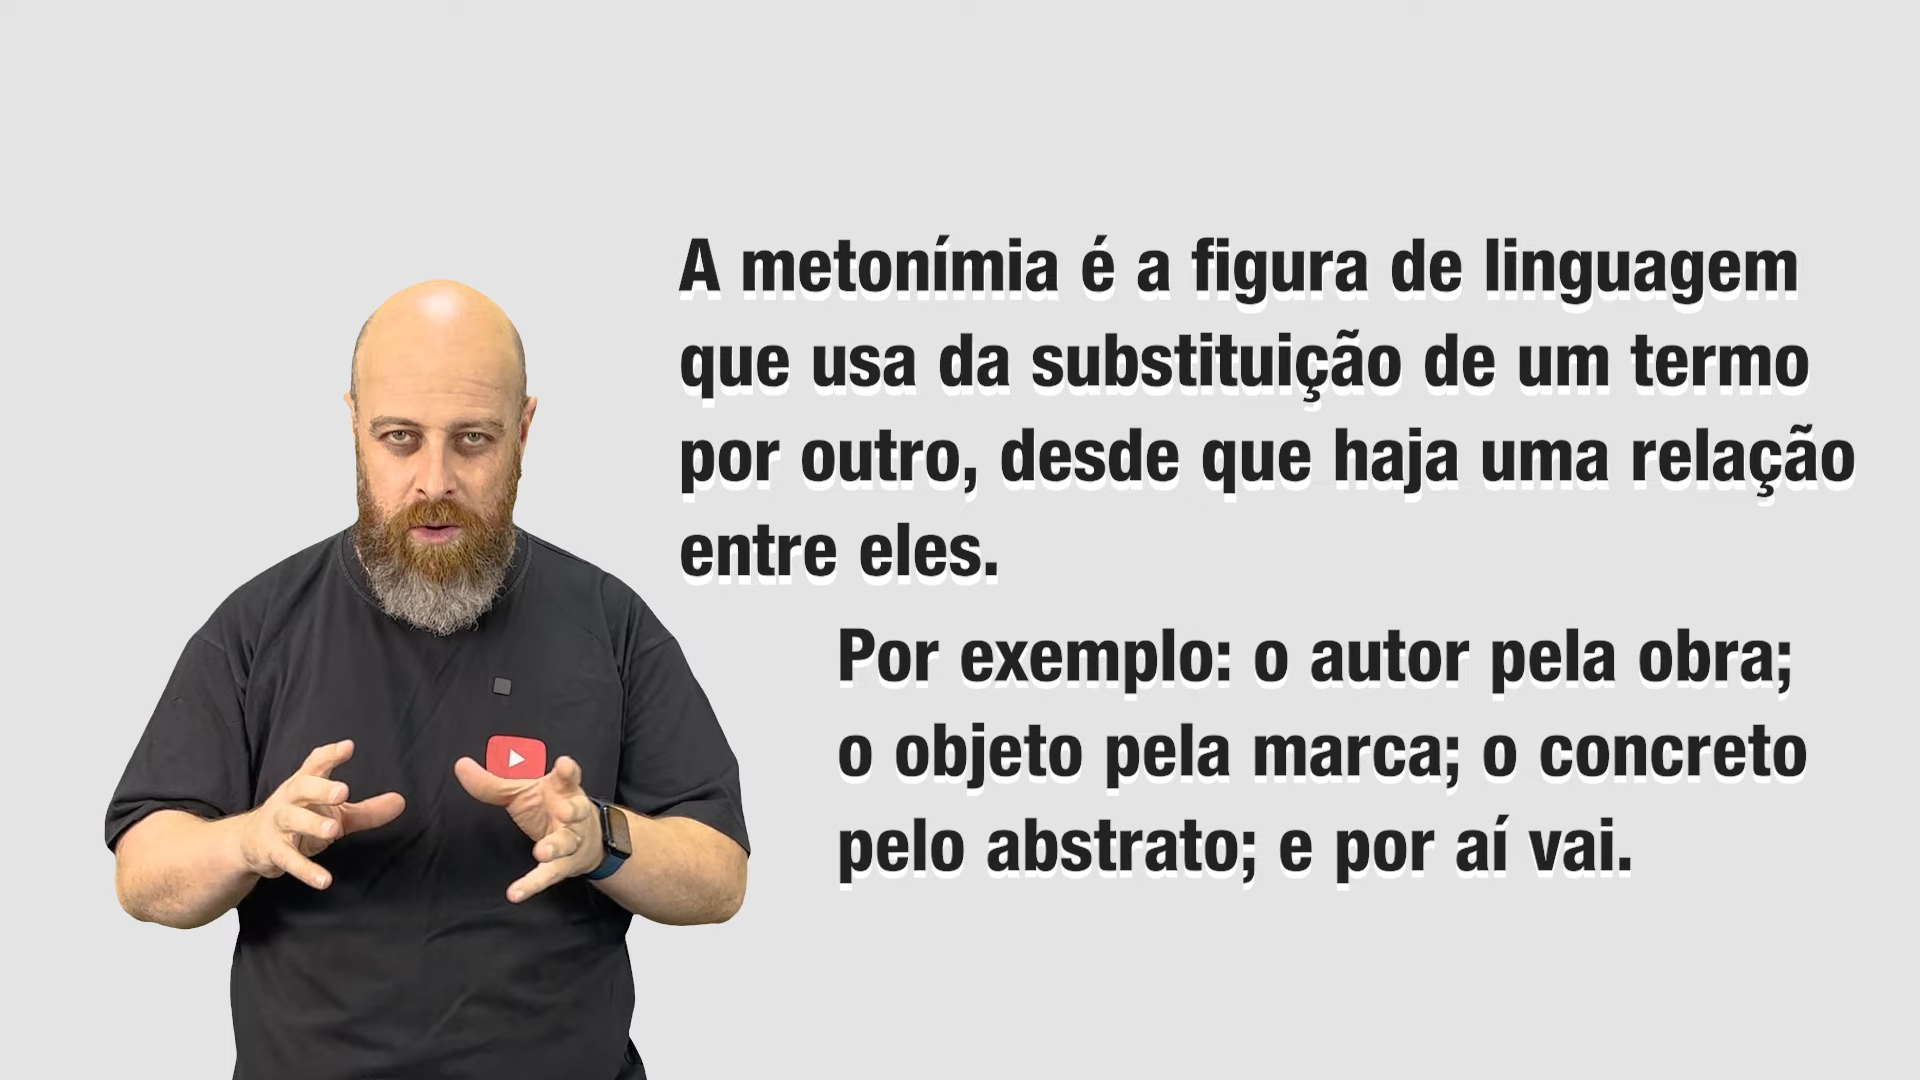 A metonímia é a figura de linguagem
que usa da substituição de um termo
por outro, desde que haja uma relação
entre eles.
Por exemplo: o autor pela obra;
o objeto pela marca; o concreto
pelo abstrato; e por aí vai.